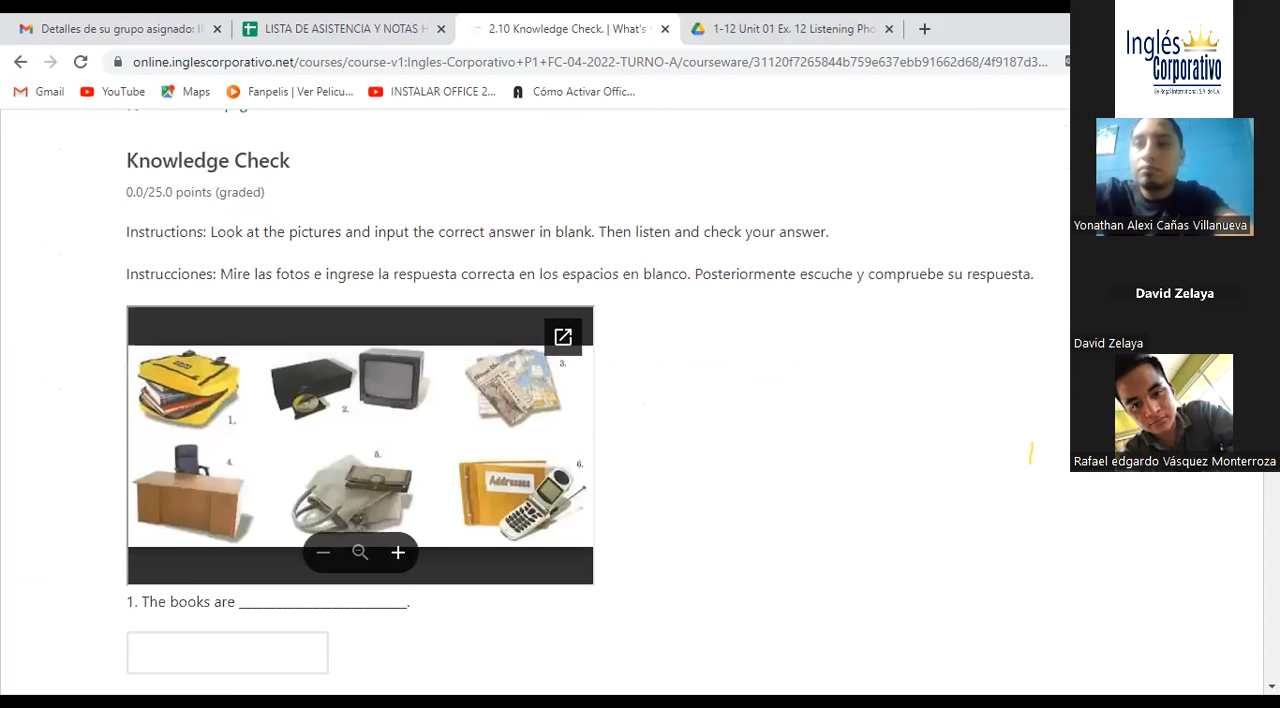 Detalles de su grupo asignado: I
LISTA DE ASISTENCIA Y NOTAS H
2.10 Knowledge Check. | What's
1-12 Unit 01 Ex. 12 Listening Pho
online.inglescorporativo.net/courses/course-v1:Ingles-Corporativo+P1+FC-04-2022-TURNO-A/courseware/31120f7265844b759e637ebb91662d68/4f9187d3...
Gmail
YouTube
Maps
Fanpelis | Ver Pelicu...
INSTALAR OFFICE 2...
Cómo Activar Offic...
Knowledge Check
0.0/25.0 points (graded)
Instructions: Look at the pictures and input the correct answer in blank. Then listen and check your answer.
Instrucciones: Mire las fotos e ingrese la respuesta correcta en los espacios en blanco. Posteriormente escuche y compruebe su respuesta.
1.
2.
3.
4.
5.
6.
Addresses
1. The books are ________________________.
Inglés
Corporativo
Yonathan Alexi Cañas Villanueva
David Zelaya
David Zelaya
Rafael edgardo Vásquez Monterroza